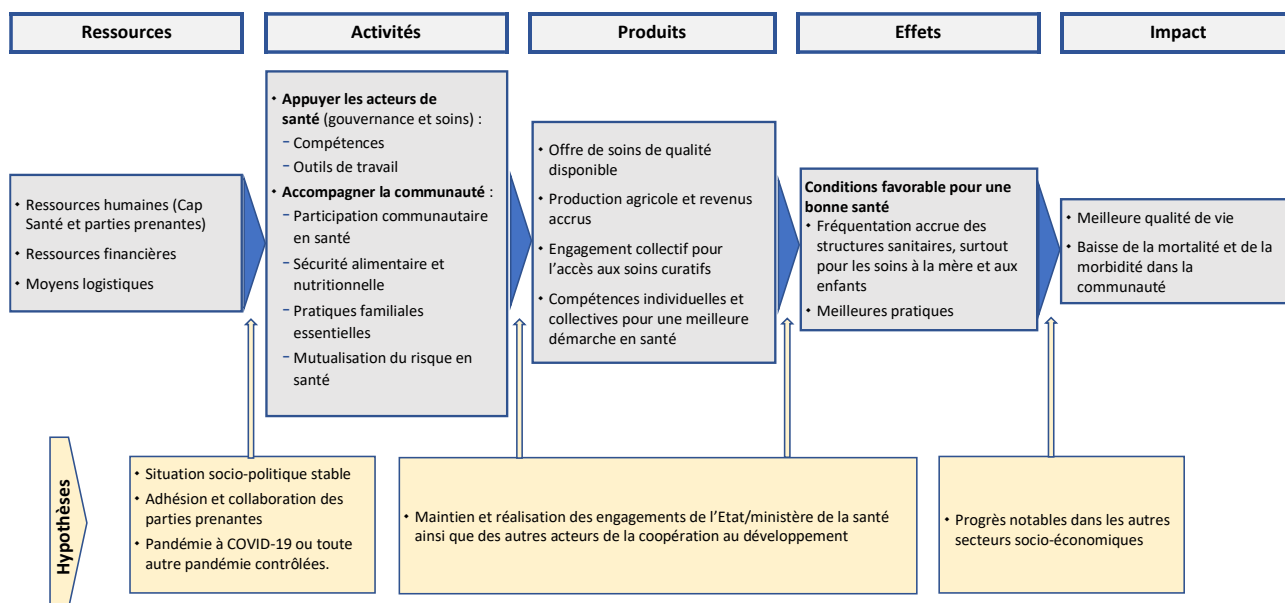 Ressources
Activités
Produits
Effets
Impact
• Ressources humaines (Cap
Santé et parties prenantes)
• Ressources financières
• Moyens logistiques
• Appuyer les acteurs de
santé (gouvernance et soins) :
− Compétences
− Outils de travail
• Accompagner la communauté :
− Participation communautaire
en santé
− Sécurité alimentaire et
nutritionnelle
− Pratiques familiales
essentielles
− Mutualisation du risque en
santé
• Offre de soins de qualité
disponible
• Production agricole et revenus
accrus
• Engagement collectif pour
l’accès aux soins curatifs
• Compétences individuelles et
collectives pour une meilleure
démarche en santé
Conditions favorable pour une
bonne santé
• Fréquentation accrue des
structures sanitaires, surtout
pour les soins à la mère et aux
enfants
• Meilleures pratiques
• Meilleure qualité de vie
• Baisse de la mortalité et de la
morbidité dans la
communauté
Hypothèses
• Situation socio-politique stable
• Adhésion et collaboration des
parties prenantes
• Pandémie à COVID-19 ou toute
autre pandémie contrôlées.
• Maintien et réalisation des engagements de l’Etat/ministère de la santé
ainsi que des autres acteurs de la coopération au développement
• Progrès notables dans les autres
secteurs socio-économiques